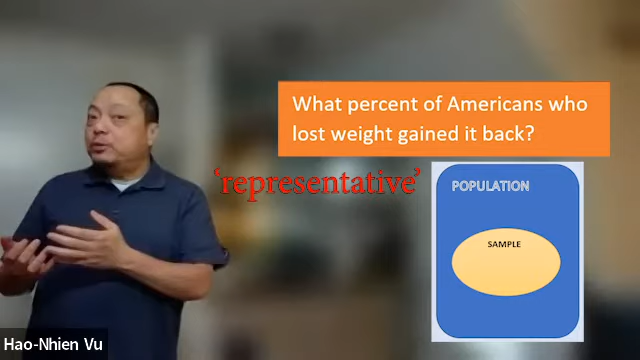 What percent of Americans who
lost weight gained it back?
‘representative’
POPULATION
SAMPLE
Hao-Nhien Vu